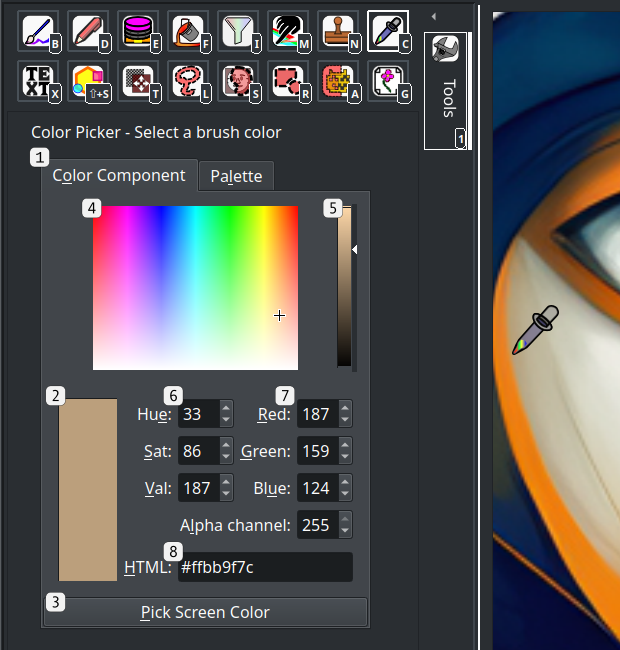 B D E F I M N C
TE
XT X ⇧+S T L S R A G
Tools
1
Color Picker - Select a brush color
1
Color Component Palette
4 5
2 6 7
Hue: 33 Red: 187
Sat: 86 Green: 159
Val: 187 Blue: 124
Alpha channel: 255
8
HTML: #ffbb9f7c
3
Pick Screen Color